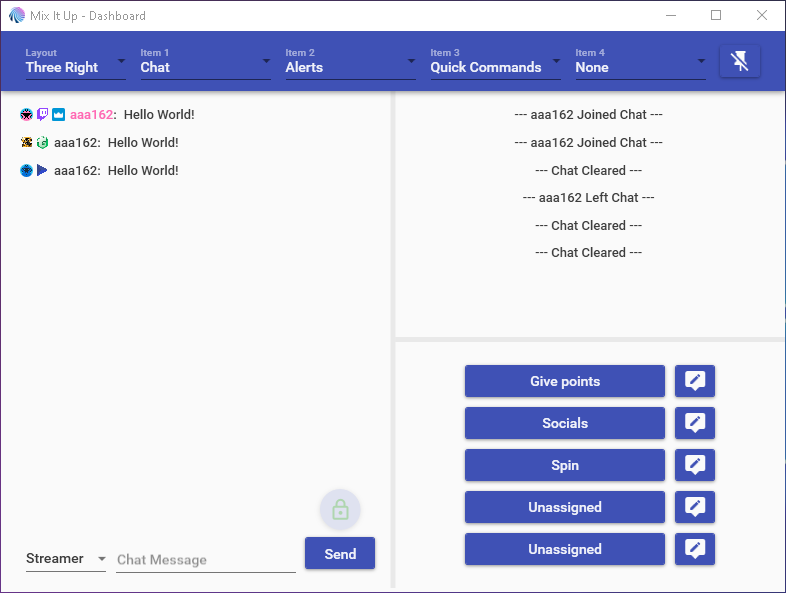 Mix It Up - Dashboard
Layout Item 1 Item 2 Item 3 Item 4
Three Right Chat Alerts Quick Commands None
aaa162: Hello World!
aaa162: Hello World!
aaa162: Hello World!
Streamer Chat Message Send
--- aaa162 Joined Chat ---
--- aaa162 Joined Chat ---
--- Chat Cleared ---
--- aaa162 Left Chat ---
--- Chat Cleared ---
--- Chat Cleared ---
Give points
Socials
Spin
Unassigned
Unassigned